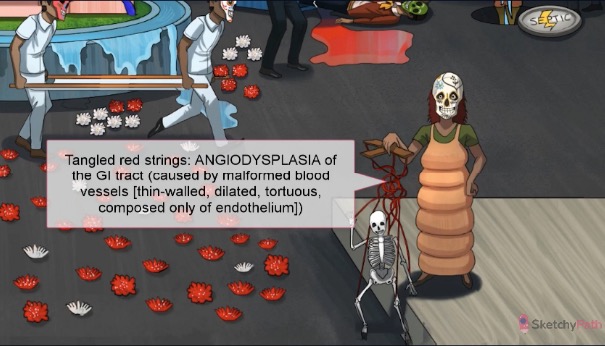 SEPTIC
Tangled red strings: ANGIODYSPLASIA of
the GI tract (caused by malformed blood
vessels [thin-walled, dilated, tortuous,
composed only of endothelium])
SketchyPath